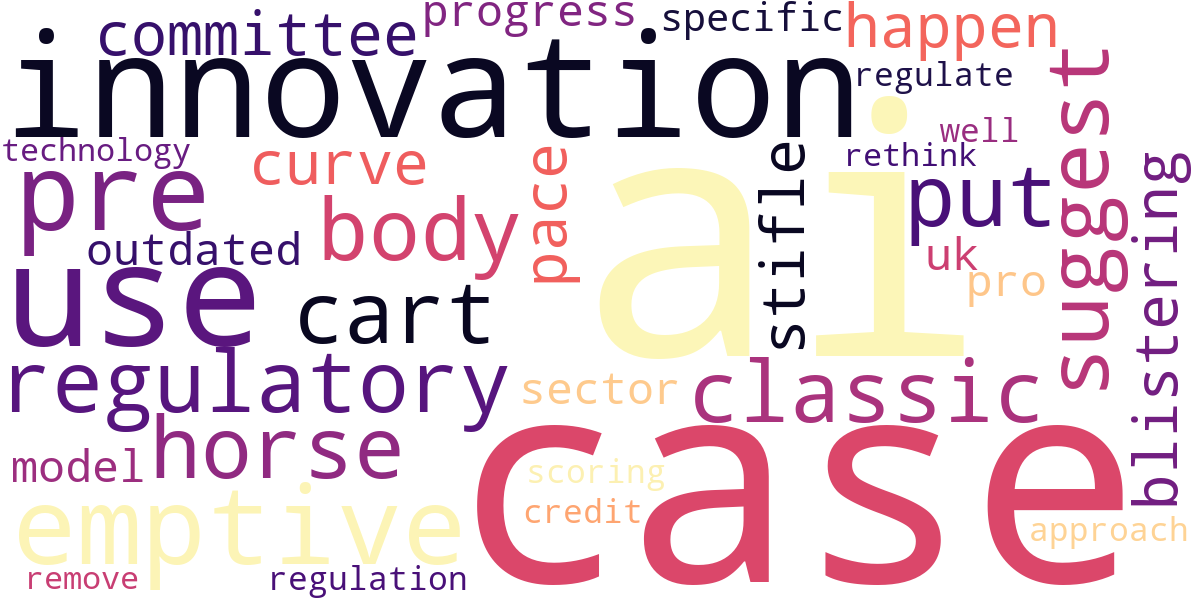 progress
specific
happen
committee
innovation
regulate
suggest
well
technology
curve
pace
stifle
rethink
blistering
pre
body
ai
put
outdated
uk
pro
use
cart
regulatory
sector
classic
horse
case
model
scoring
emptive
credit
approach
remove
regulation